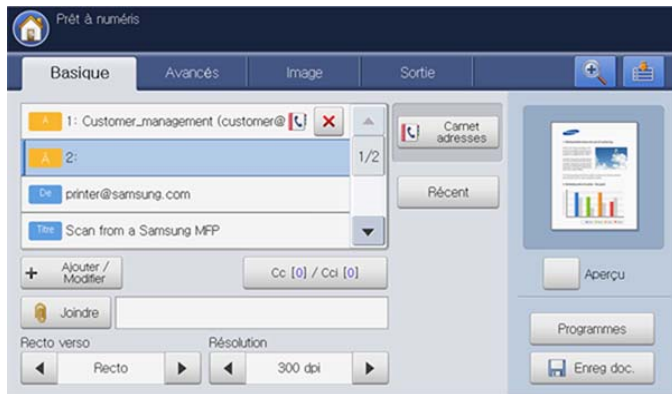 Prêt à numéris
Basique
Avancés
Image
Sortie
A 1: Customer_management (customer@
A 2:
1/2
De printer@samsung.com
Titre Scan from a Samsung MFP
Carnet
adresses
Récent
+ Ajouter /
Modifier
Cc [0] / Cci [0]
Joindre
Recto verso
Résolution
Recto
300 dpi
Aperçu
Programmes
Enreg doc.